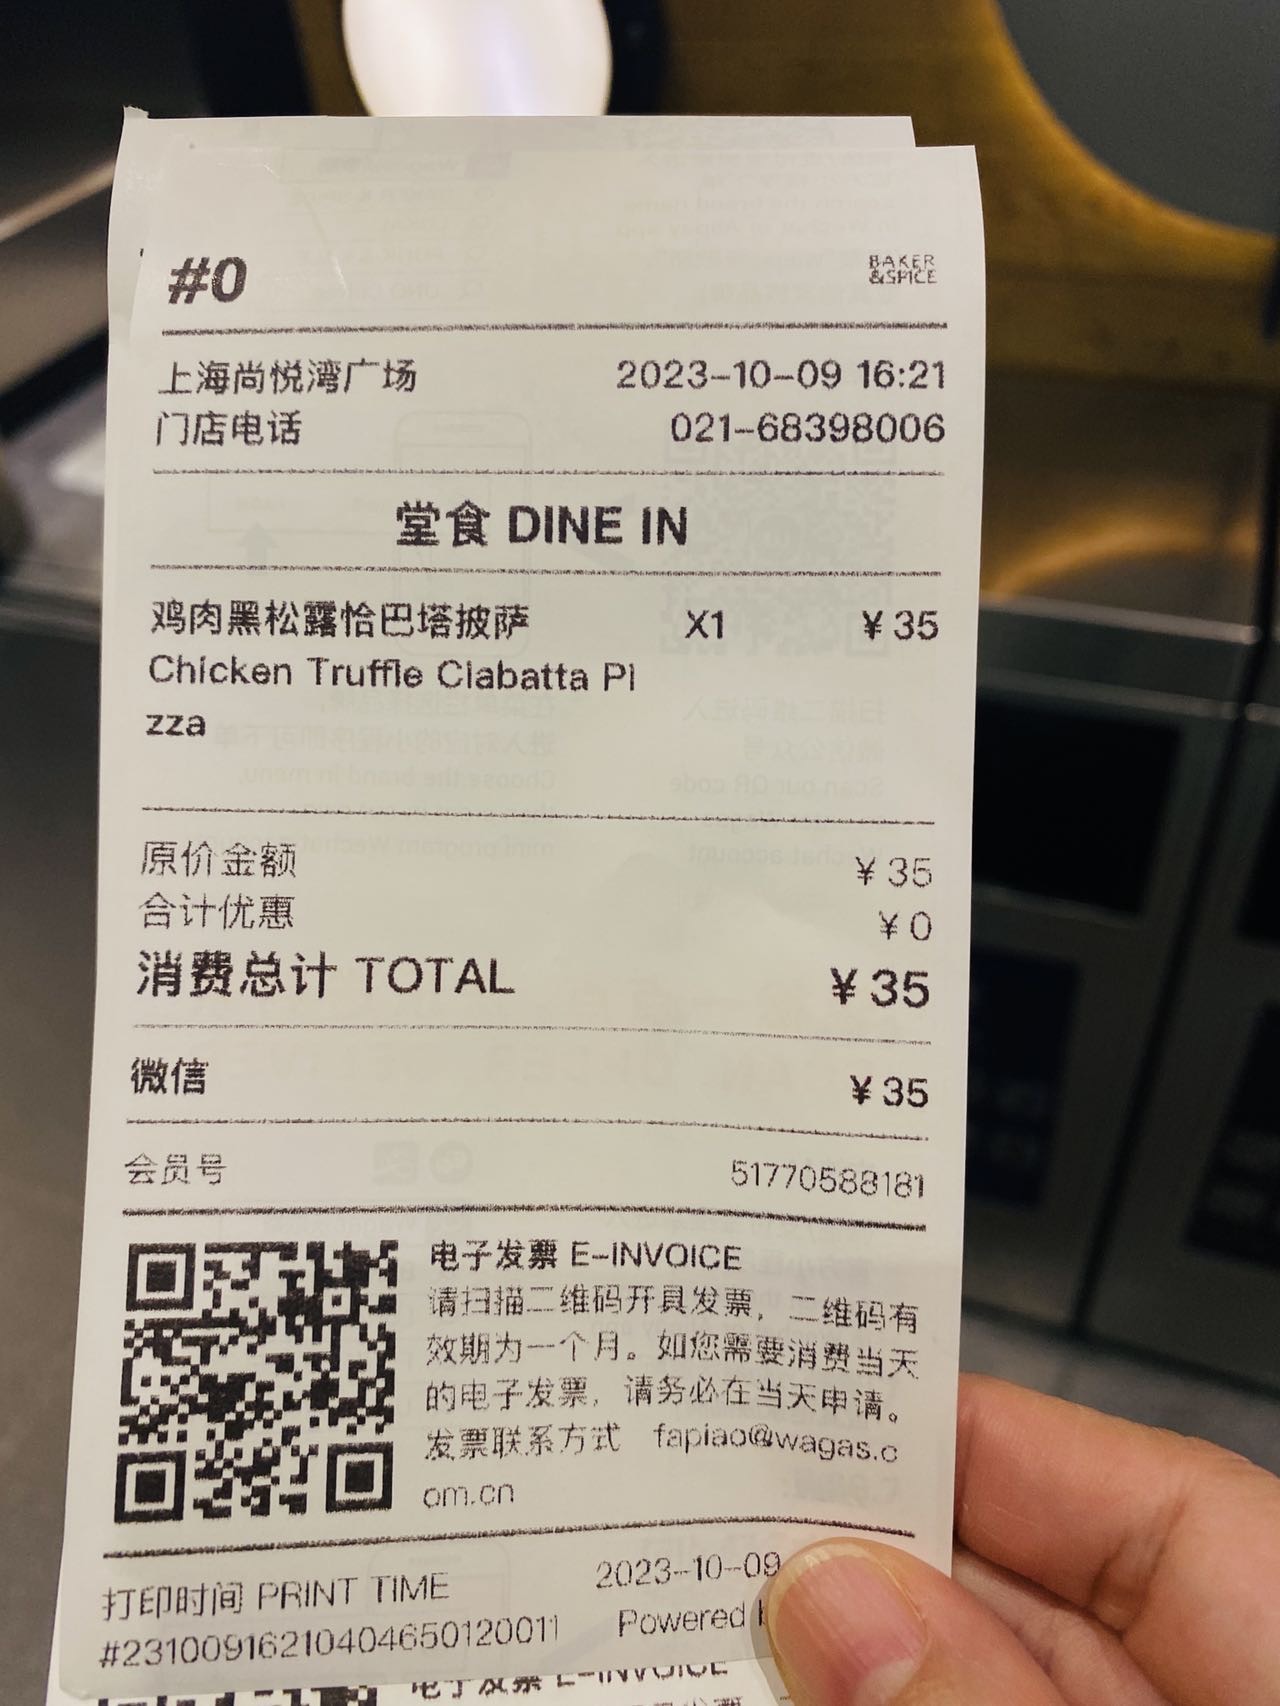 #0
BAKER
&SPICE
上海尚悦湾广场 2023-10-09 16:21
门店电话 021-68398006
堂食 DINE IN
鸡肉黑松露恰巴塔披萨 X1 ¥35
Chicken Truffle Ciabatta Pi
zza
原价金额 ¥35
合计优惠 ¥0
消费总计 TOTAL ¥35
微信 ¥35
会员号 51770588181
电子发票 E-INVOICE
请扫描二维码开具发票，二维码有
效期为一个月。如您需要消费当天
的电子发票，请务必在当天申请。
发票联系方式 fapiao@wagas.c
om.cn
打印时间 PRINT TIME 2023-10-09
#23100916210404650120011 Powered
电子发票 E-INVOICE